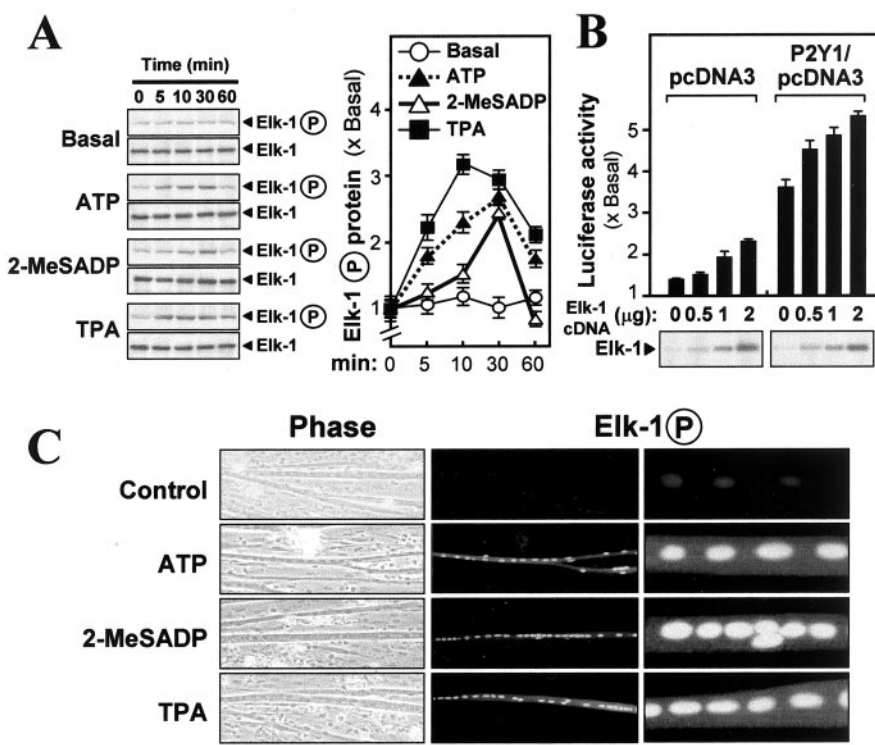 A
Time (min)
0 5 10 30 60
Basal
Elk-1 P
Elk-1
ATP
Elk-1 P
Elk-1
2-MeSADP
Elk-1 P
Elk-1
TPA
Elk-1 P
Elk-1
Elk-1 P protein (x Basal)
4
3
2
1
0
Basal
ATP
2-MeSADP
TPA
min: 0 5 10 30 60
B
pcDNA3
P2Y1/
pcDNA3
Luciferase activity
(x Basal)
5
4
3
2
1
Elk-1
cDNA
(μg): 0 0.5 1 2 0 0.5 1 2
Elk-1
C
Phase
Elk-1 P
Control
ATP
2-MeSADP
TPA